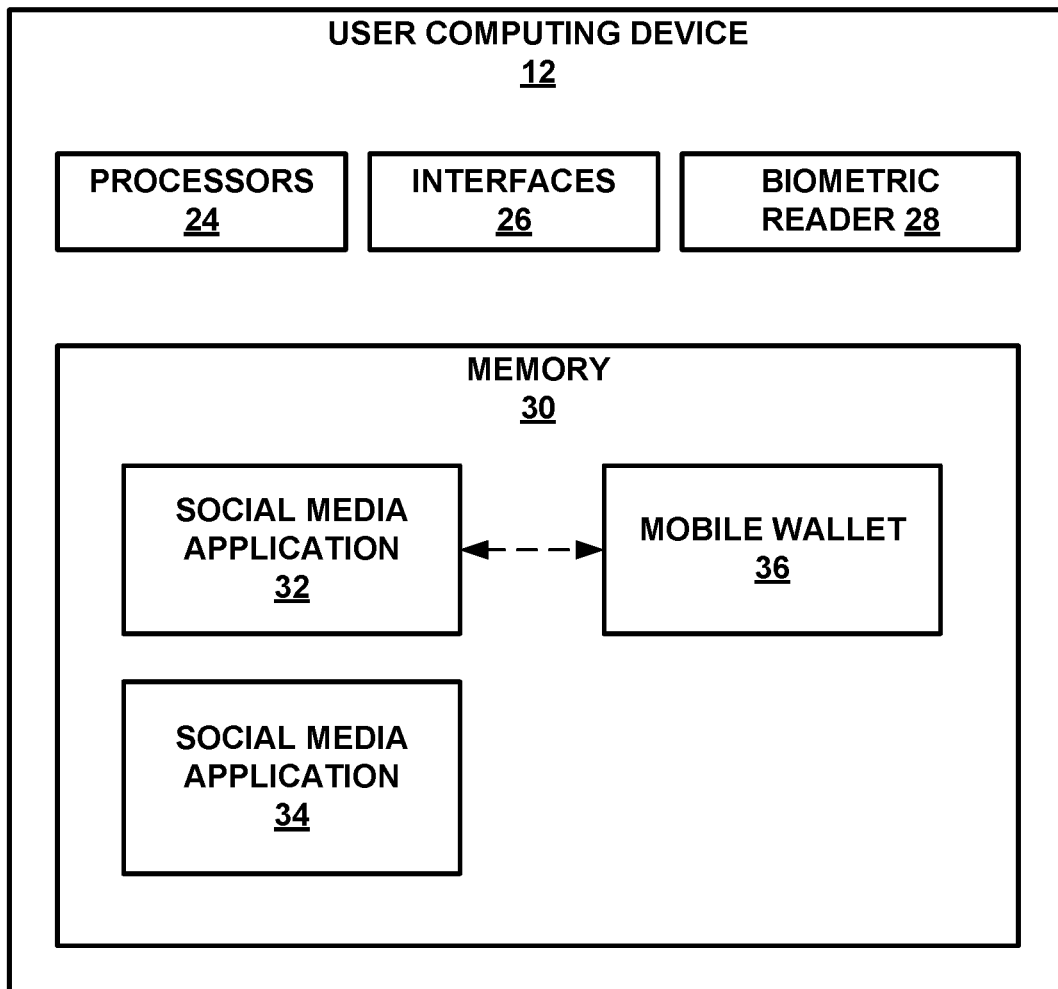 USER COMPUTING DEVICE
12
PROCESSORS
24
INTERFACES
26
BIOMETRIC
READER 28
MEMORY
30
SOCIAL MEDIA
APPLICATION
32
MOBILE WALLET
36
SOCIAL MEDIA
APPLICATION
34